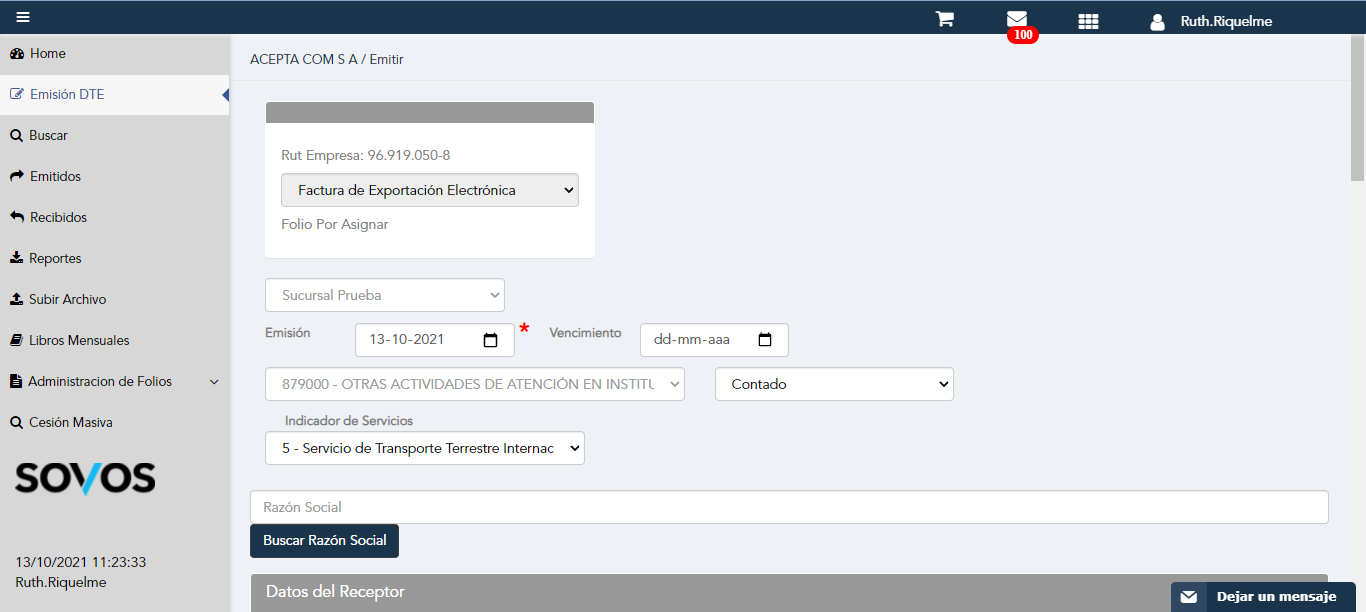 Ruth.Riquelme
100
Home
Emisión DTE
Buscar
Emitidos
Recibidos
Reportes
Subir Archivo
Libros Mensuales
Administracion de Folios
Cesión Masiva
SOVOS
13/10/2021 11:23:33
Ruth.Riquelme
ACEPTA COM S A / Emitir
Rut Empresa: 96.919.050-8
Factura de Exportación Electrónica
Folio Por Asignar
Sucursal Prueba
Emisión 13-10-2021 * Vencimiento dd-mm-aaa
879000 - OTRAS ACTIVIDADES DE ATENCIÓN EN INSTITU Contado
Indicador de Servicios
5 - Servicio de Transporte Terrestre Internac
Razón Social
Buscar Razón Social
Datos del Receptor
Dejar un mensaje